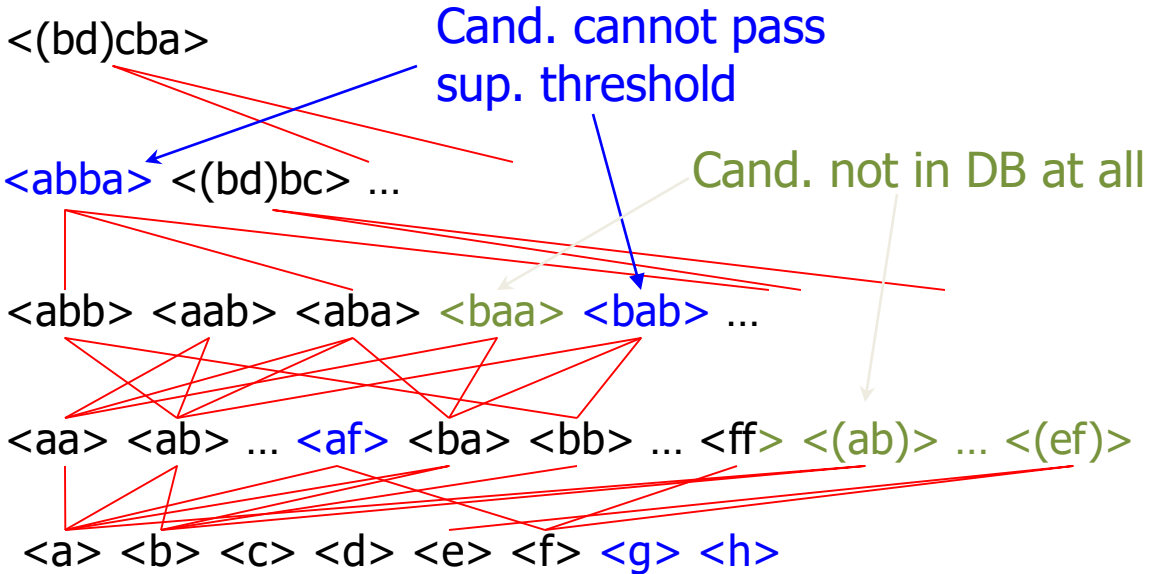 <(bd)cba>
Cand. cannot pass
sup. threshold
<abba> <(bd)bc> …
Cand. not in DB at all
<abb> <aab> <aba> <baa> <bab> …
<aa> <ab> … <af> <ba> <bb> … <ff> <(ab)> … <(ef)>
<a> <b> <c> <d> <e> <f> <g> <h>